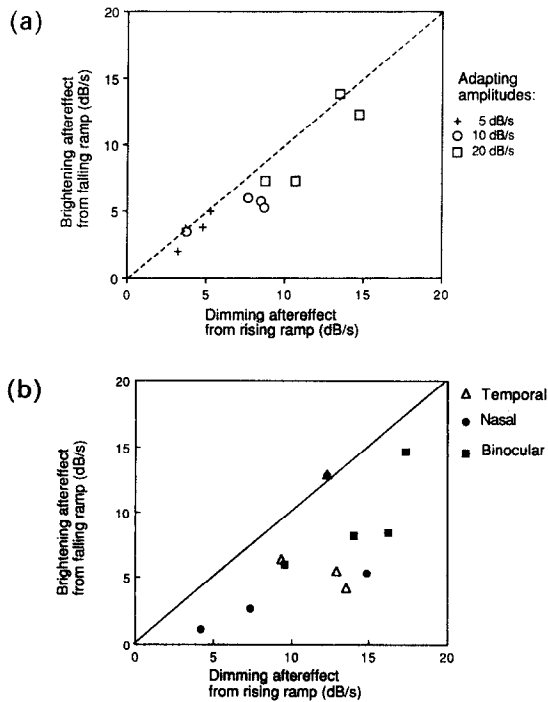 (a)
20
15
10
5
0
Brightening aftereffect
from falling ramp (dB/s)
0 5 10 15 20
Dimming aftereffect
from rising ramp (dB/s)
Adapting
amplitudes:
+ 5 dB/s
○ 10 dB/s
□ 20 dB/s
(b)
20
15
10
5
0
Brightening aftereffect
from falling ramp (dB/s)
0 5 10 15 20
Dimming aftereffect
from rising ramp (dB/s)
△ Temporal
● Nasal
■ Binocular